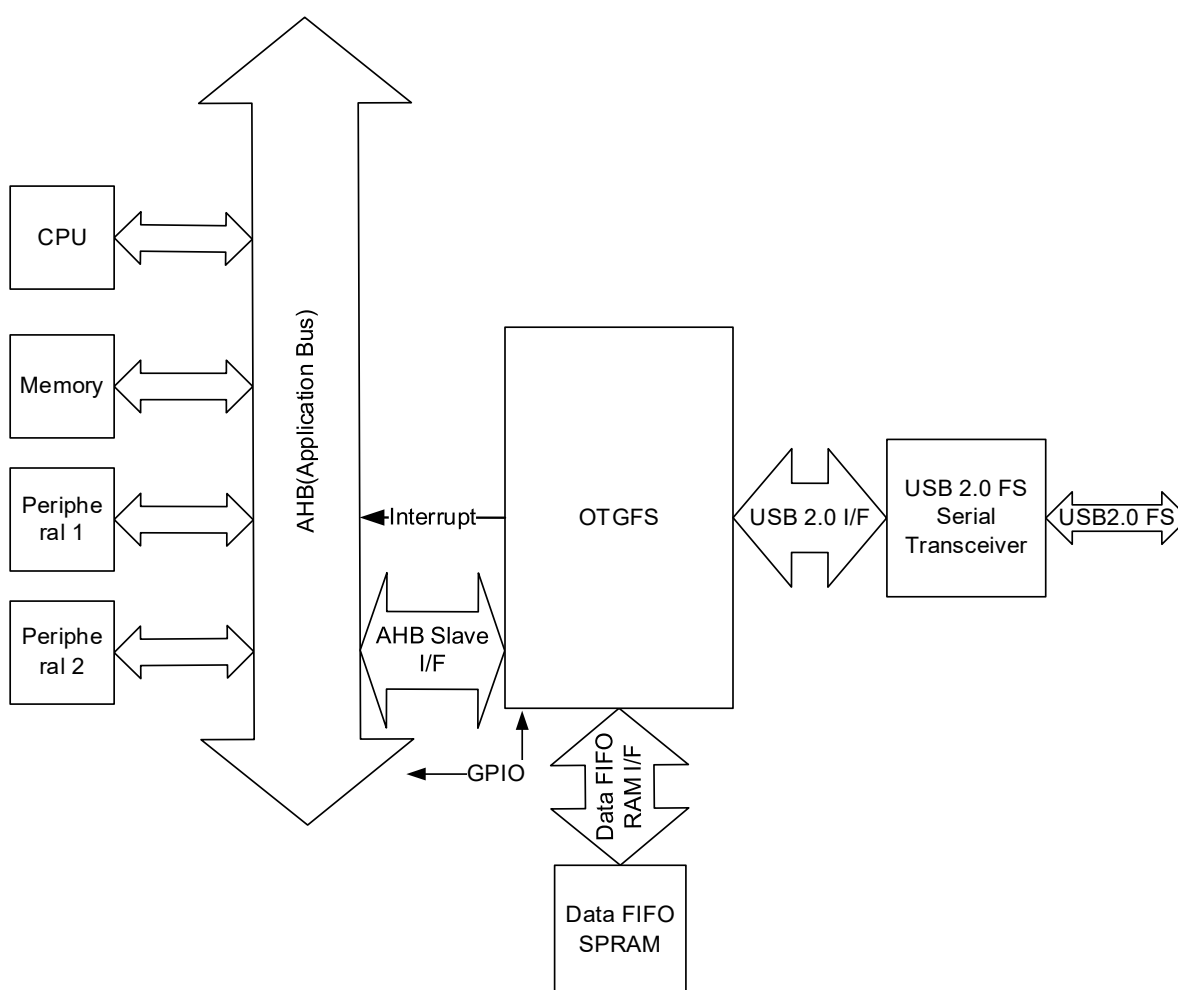 CPU
Memory
Periphe
ral 1
Periphe
ral 2
AHB(Application Bus)
Interrupt
AHB Slave
I/F
GPIO
OTGFS
Data FIFO
RAM I/F
Data FIFO
SPRAM
USB 2.0 I/F
USB 2.0 FS
Serial
Transceiver
USB2.0 FS